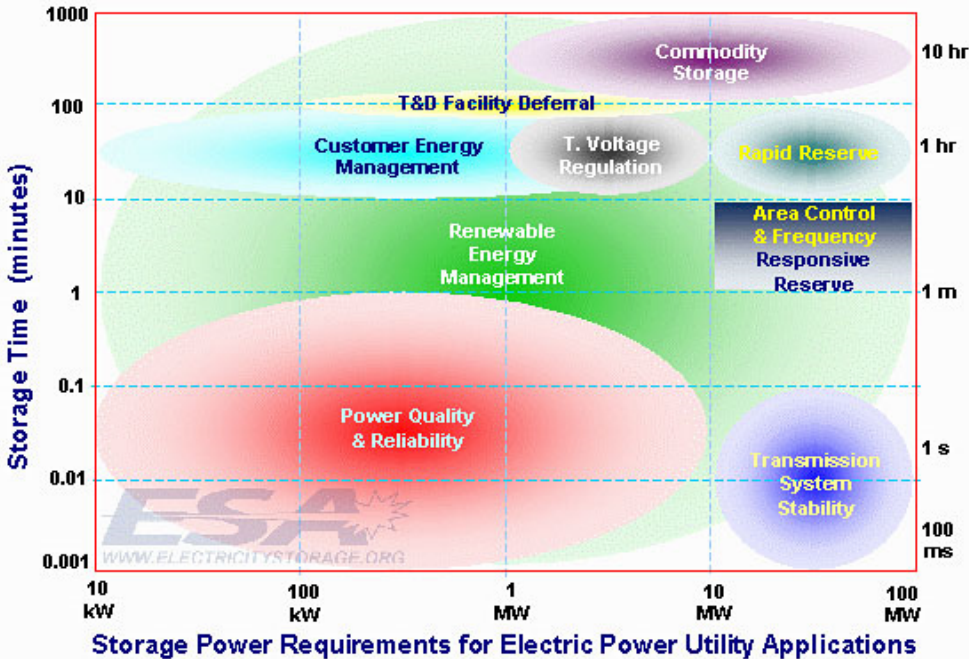 1000
100
10
1
0.1
0.01
0.001
Storage Time (minutes)
Commodity
Storage
T&D Facility Deferral
Customer Energy
Management
T. Voltage
Regulation
Rapid Reserve
Renewable
Energy
Management
Area Control
& Frequency
Responsive
Reserve
Power Quality
& Reliability
Transmission
System
Stability
ESA
WWW.ELECTRICITYSTORAGE.ORG
10 hr
1 hr
1 m
1 s
100
ms
10
kW
100
kW
1
MW
10
MW
100
MW
Storage Power Requirements for Electric Power Utility Applications